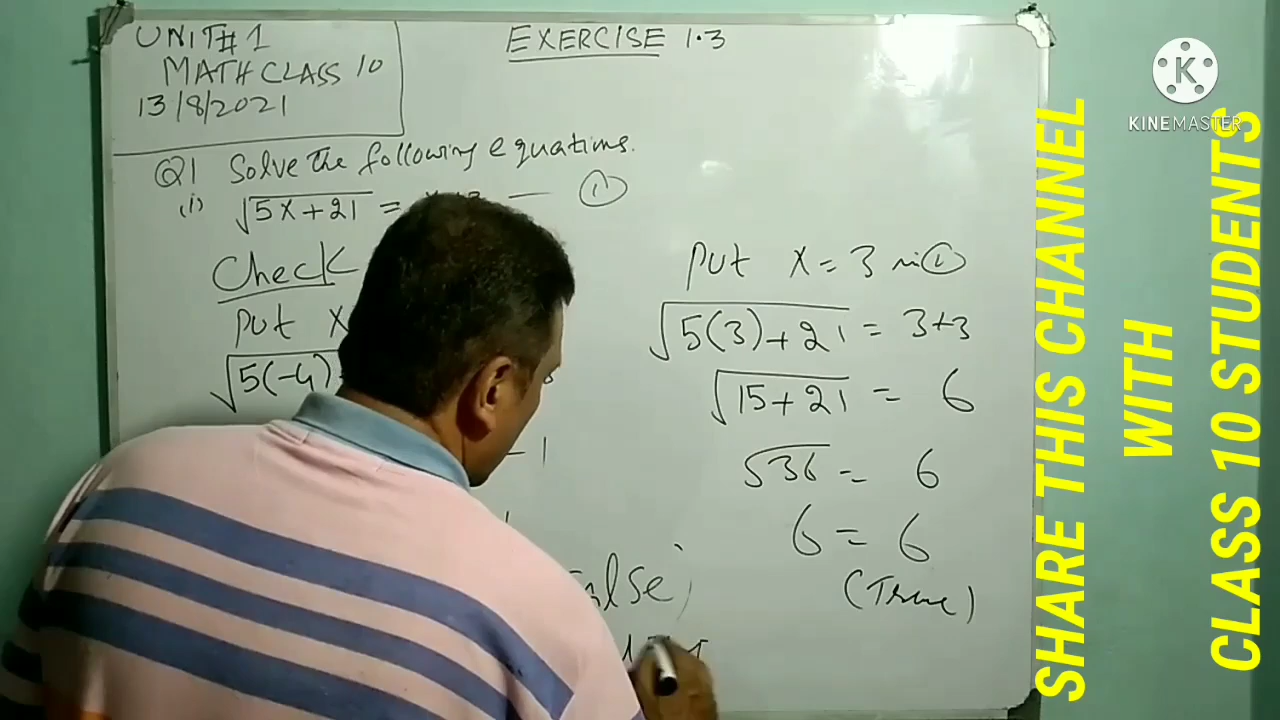 UNIT#1
MATH CLASS 10
13/8/2021
EXERCISE 1.3
Q1 Solve the following equations.
(i) √5x+21 = — (1)
Check
Put X
√5(-4)
- 1
False)
Put x = 3 in (1)
√5(3)+21 = 3+3
√15+21 = 6
√36 = 6
6 = 6
(True)
K
KINEMASTER
SHARE THIS CHANNEL
WITH
CLASS 10 STUDENTS